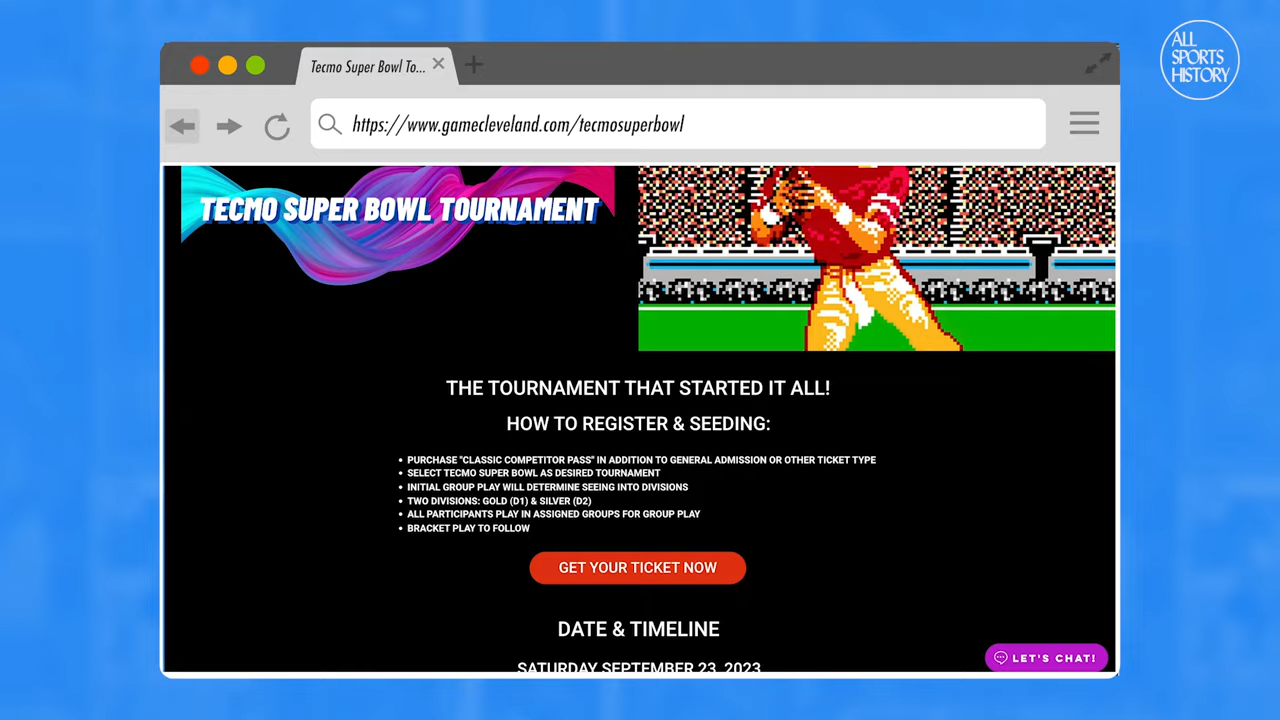 ALL
SPORTS
HISTORY
Tecmo Super Bowl To...
https://www.gamecleveland.com/tecmosuperbowl
TECMO SUPER BOWL TOURNAMENT
THE TOURNAMENT THAT STARTED IT ALL!
HOW TO REGISTER & SEEDING:
• PURCHASE "CLASSIC COMPETITOR PASS" IN ADDITION TO GENERAL ADMISSION OR OTHER TICKET TYPE
• SELECT TECMO SUPER BOWL AS DESIRED TOURNAMENT
• INITIAL GROUP PLAY WILL DETERMINE SEEING INTO DIVISIONS
• TWO DIVISIONS: GOLD (D1) & SILVER (D2)
• ALL PARTICIPANTS PLAY IN ASSIGNED GROUPS FOR GROUP PLAY
• BRACKET PLAY TO FOLLOW
GET YOUR TICKET NOW
DATE & TIMELINE
SATURDAY SEPTEMBER 23, 2023
LET'S CHAT!